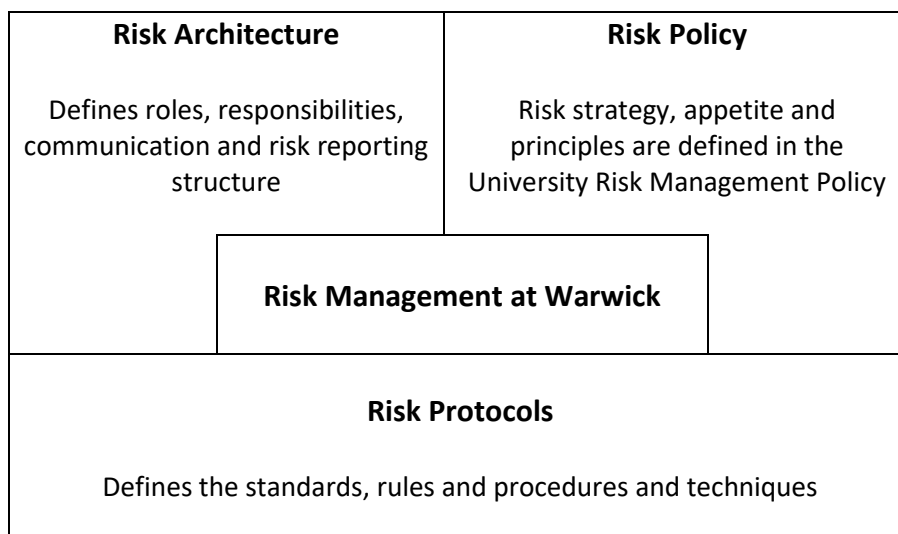 Risk Architecture
Defines roles, responsibilities,
communication and risk reporting
structure
Risk Policy
Risk strategy, appetite and
principles are defined in the
University Risk Management Policy
Risk Management at Warwick
Risk Protocols
Defines the standards, rules and procedures and techniques